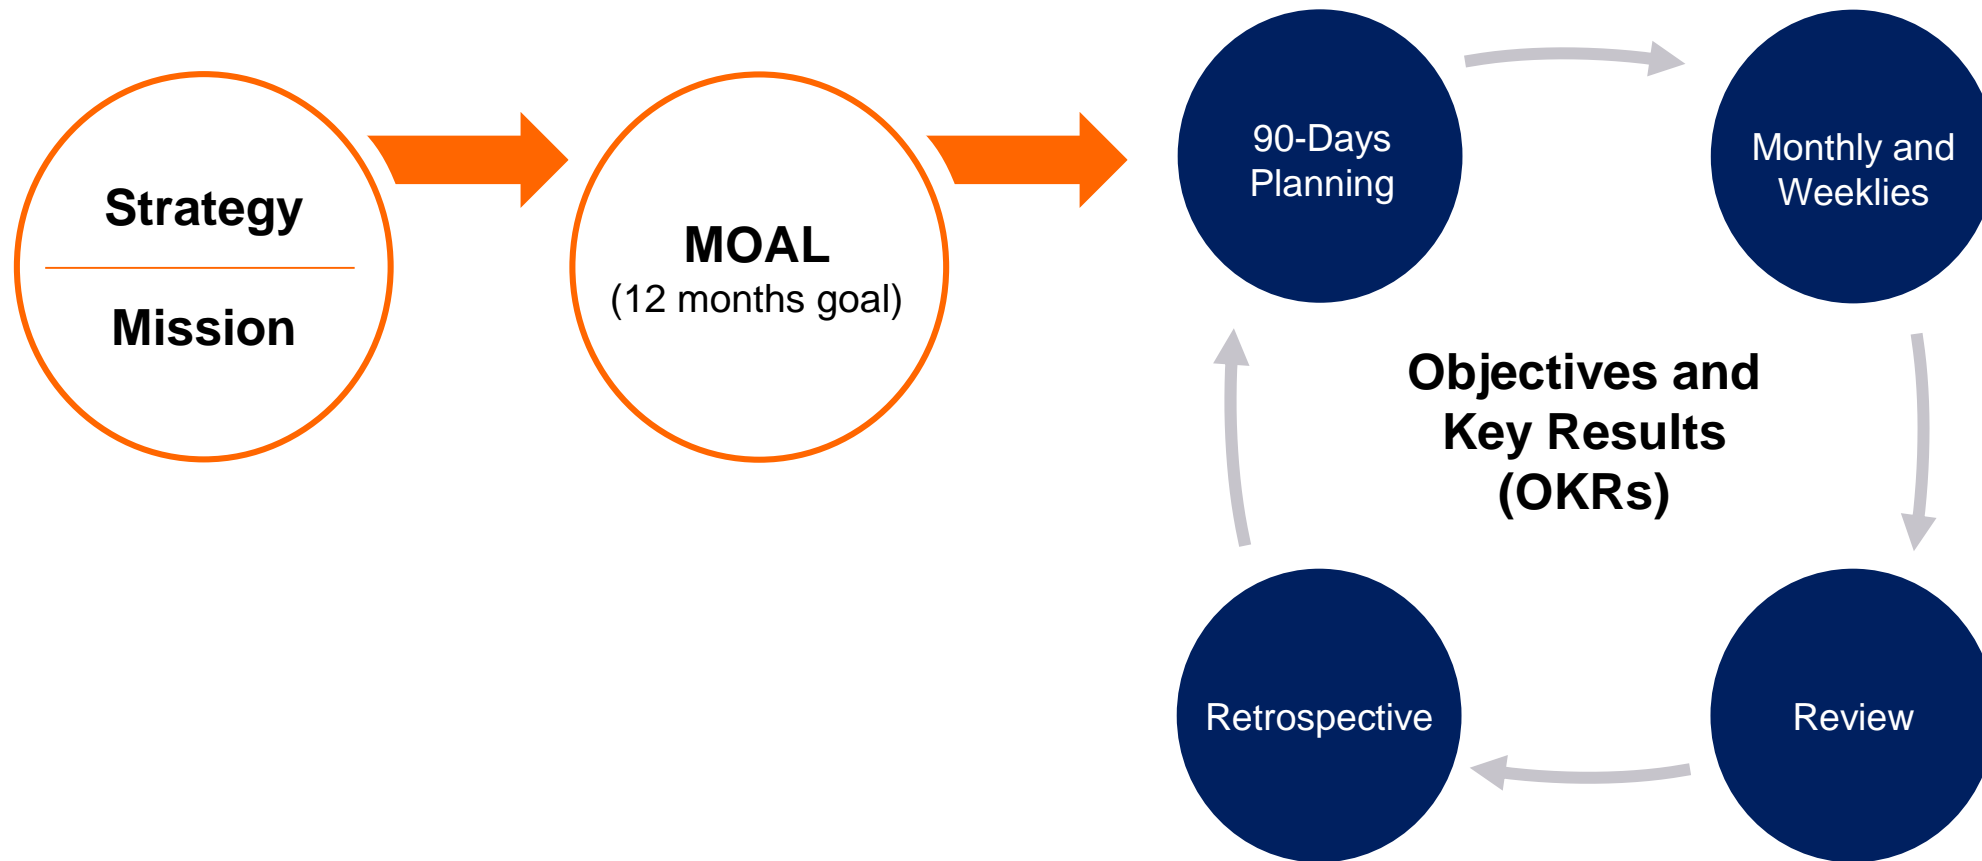 Strategy
Mission
MOAL
(12 months goal)
90-Days
Planning
Monthly and
Weeklies
Objectives and
Key Results
(OKRs)
Retrospective
Review